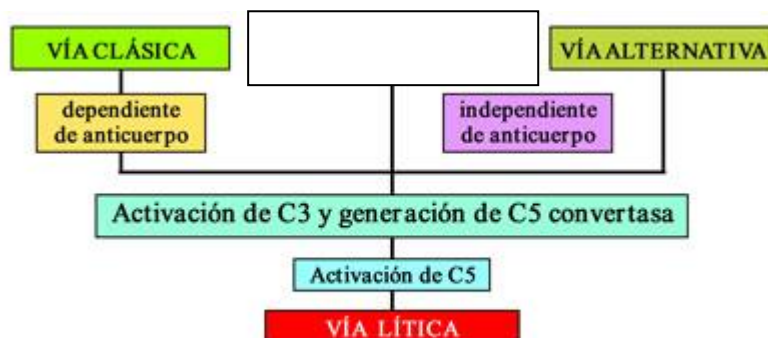 VÍA CLÁSICA
VÍA ALTERNATIVA
dependiente
de anticuerpo
independiente
de anticuerpo
Activación de C3 y generación de C5 convertasa
Activación de C5
VÍA LÍTICA